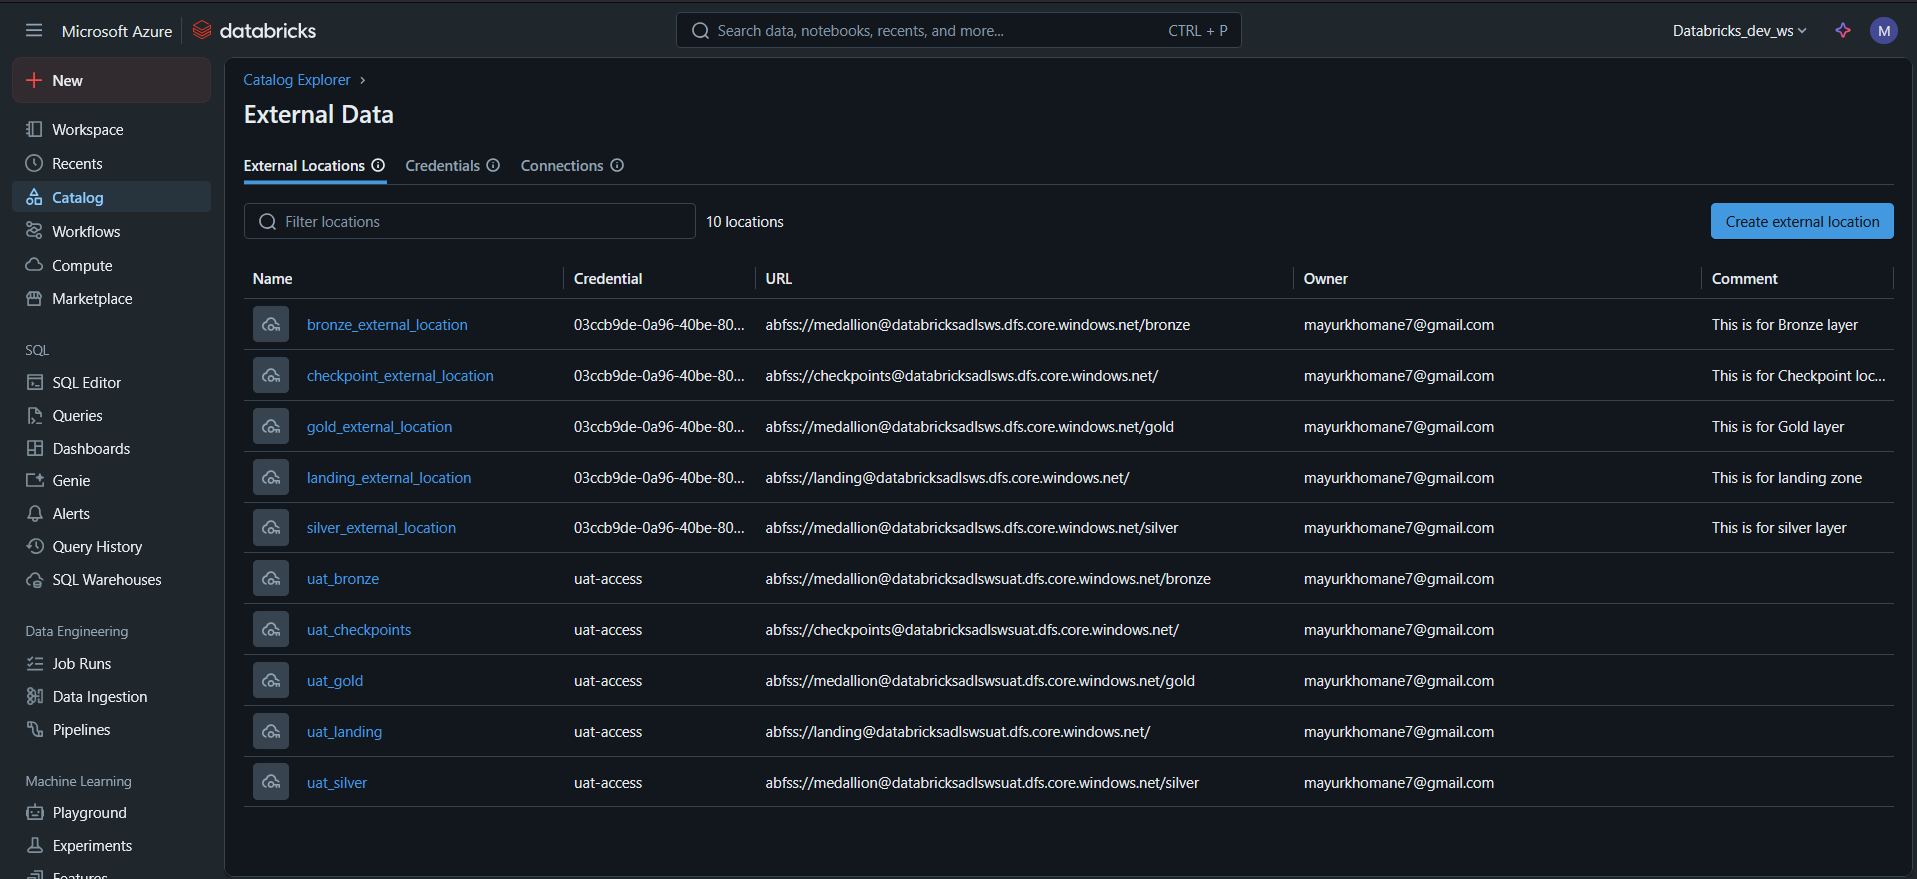 Microsoft Azure databricks
Search data, notebooks, recents, and more... CTRL + P
Databricks_dev_ws M
New
Workspace
Recents
Catalog
Workflows
Compute
Marketplace
SQL
SQL Editor
Queries
Dashboards
Genie
Alerts
Query History
SQL Warehouses
Data Engineering
Job Runs
Data Ingestion
Pipelines
Machine Learning
Playground
Experiments
Features
Catalog Explorer ›
External Data
External Locations Credentials Connections
Filter locations 10 locations Create external location
Name Credential URL Owner Comment
bronze_external_location 03ccb9de-0a96-40be-80... abfss://medallion@databricksadlsws.dfs.core.windows.net/bronze mayurkhomane7@gmail.com This is for Bronze layer
checkpoint_external_location 03ccb9de-0a96-40be-80... abfss://checkpoints@databricksadlsws.dfs.core.windows.net/ mayurkhomane7@gmail.com This is for Checkpoint loc...
gold_external_location 03ccb9de-0a96-40be-80... abfss://medallion@databricksadlsws.dfs.core.windows.net/gold mayurkhomane7@gmail.com This is for Gold layer
landing_external_location 03ccb9de-0a96-40be-80... abfss://landing@databricksadlsws.dfs.core.windows.net/ mayurkhomane7@gmail.com This is for landing zone
silver_external_location 03ccb9de-0a96-40be-80... abfss://medallion@databricksadlsws.dfs.core.windows.net/silver mayurkhomane7@gmail.com This is for silver layer
uat_bronze uat-access abfss://medallion@databricksadlswsuat.dfs.core.windows.net/bronze mayurkhomane7@gmail.com
uat_checkpoints uat-access abfss://checkpoints@databricksadlswsuat.dfs.core.windows.net/ mayurkhomane7@gmail.com
uat_gold uat-access abfss://medallion@databricksadlswsuat.dfs.core.windows.net/gold mayurkhomane7@gmail.com
uat_landing uat-access abfss://landing@databricksadlswsuat.dfs.core.windows.net/ mayurkhomane7@gmail.com
uat_silver uat-access abfss://medallion@databricksadlswsuat.dfs.core.windows.net/silver mayurkhomane7@gmail.com